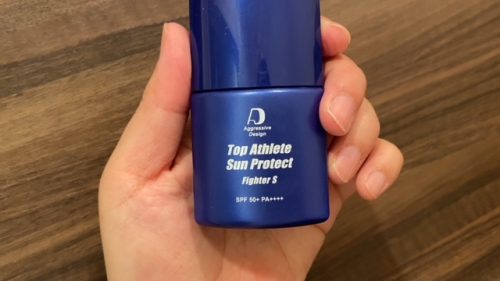 Aggressive
Design
Top Athlete
Sun Protect
Fighter S
SPF 50+ PA++++